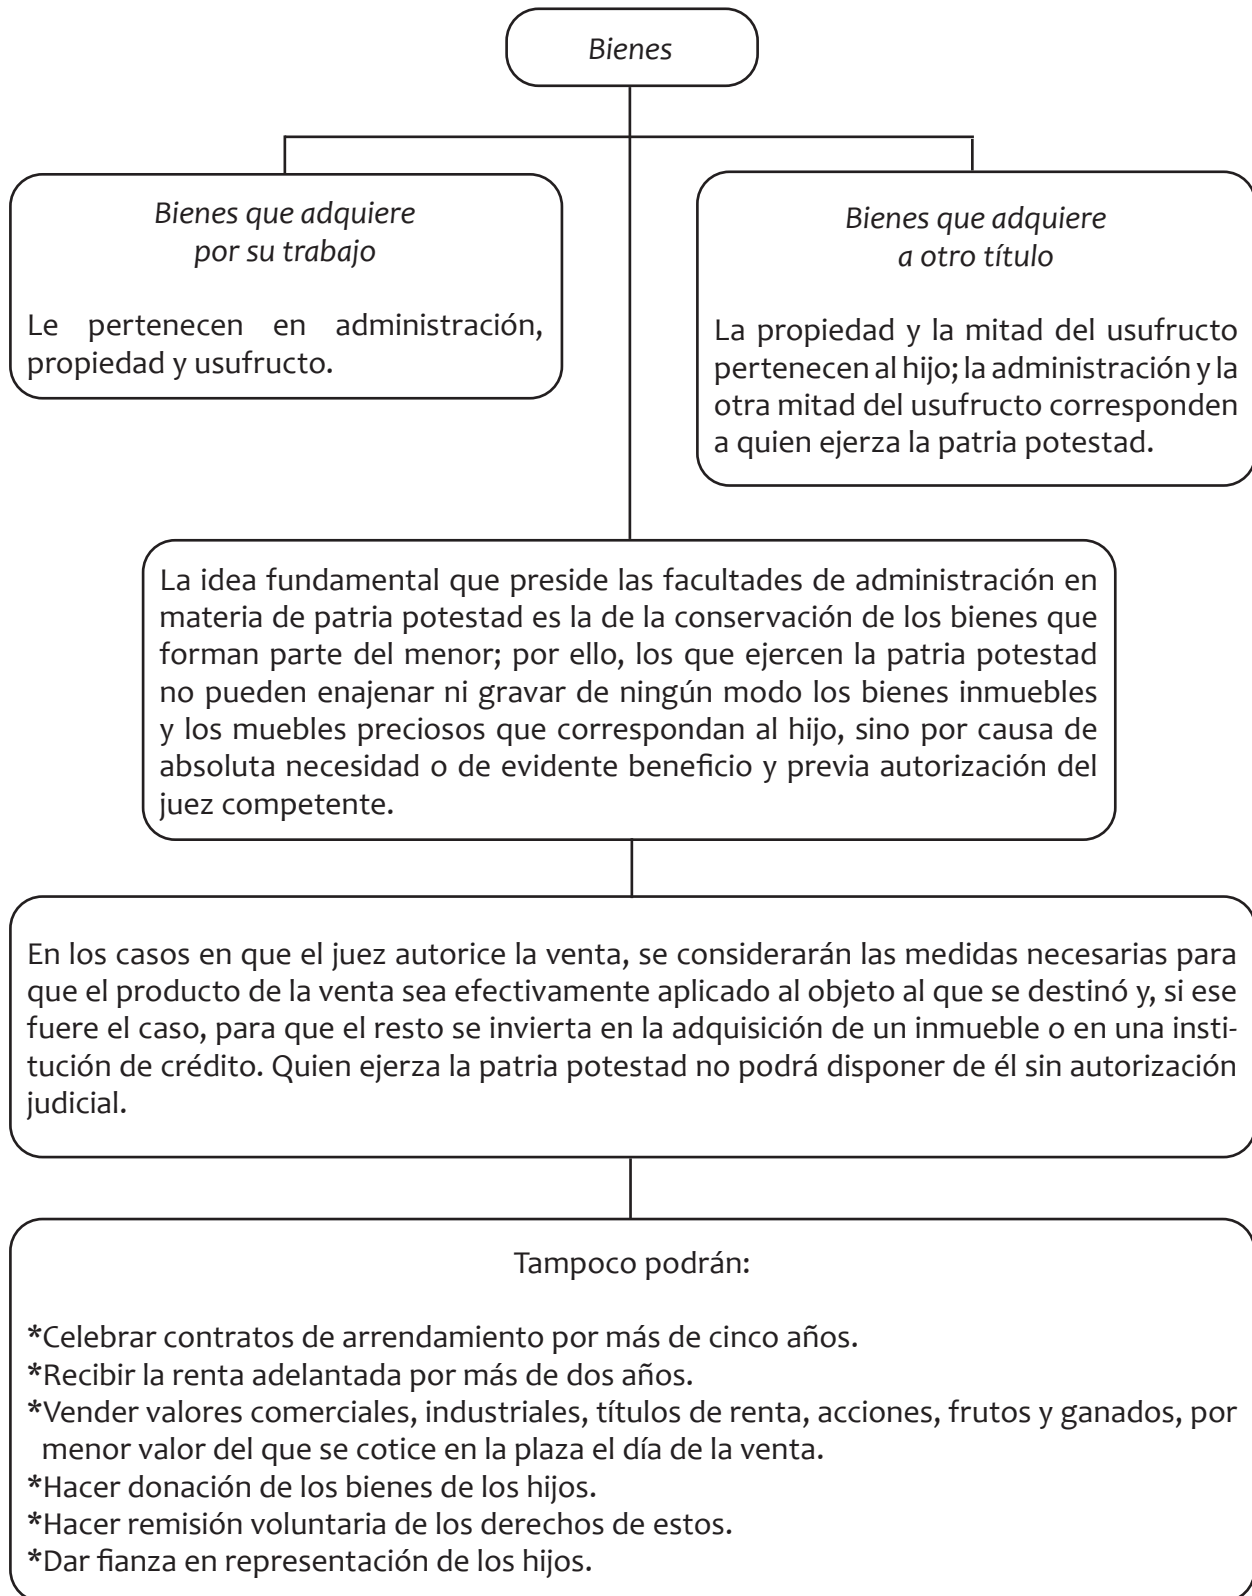 Bienes
Bienes que adquiere
por su trabajo
Le pertenecen en administración,
propiedad y usufructo.
Bienes que adquiere
a otro título
La propiedad y la mitad del usufructo
pertenecen al hijo; la administración y la
otra mitad del usufructo corresponden
a quien ejerza la patria potestad.
La idea fundamental que preside las facultades de administración en
materia de patria potestad es la de la conservación de los bienes que
forman parte del menor; por ello, los que ejercen la patria potestad
no pueden enajenar ni gravar de ningún modo los bienes inmuebles
y los muebles preciosos que correspondan al hijo, sino por causa de
absoluta necesidad o de evidente beneficio y previa autorización del
juez competente.
En los casos en que el juez autorice la venta, se considerarán las medidas necesarias para
que el producto de la venta sea efectivamente aplicado al objeto al que se destinó y, si ese
fuere el caso, para que el resto se invierta en la adquisición de un inmueble o en una insti-
tución de crédito. Quien ejerza la patria potestad no podrá disponer de él sin autorización
judicial.
Tampoco podrán:
*Celebrar contratos de arrendamiento por más de cinco años.
*Recibir la renta adelantada por más de dos años.
*Vender valores comerciales, industriales, títulos de renta, acciones, frutos y ganados, por
menor valor del que se cotice en la plaza el día de la venta.
*Hacer donación de los bienes de los hijos.
*Hacer remisión voluntaria de los derechos de estos.
*Dar fianza en representación de los hijos.